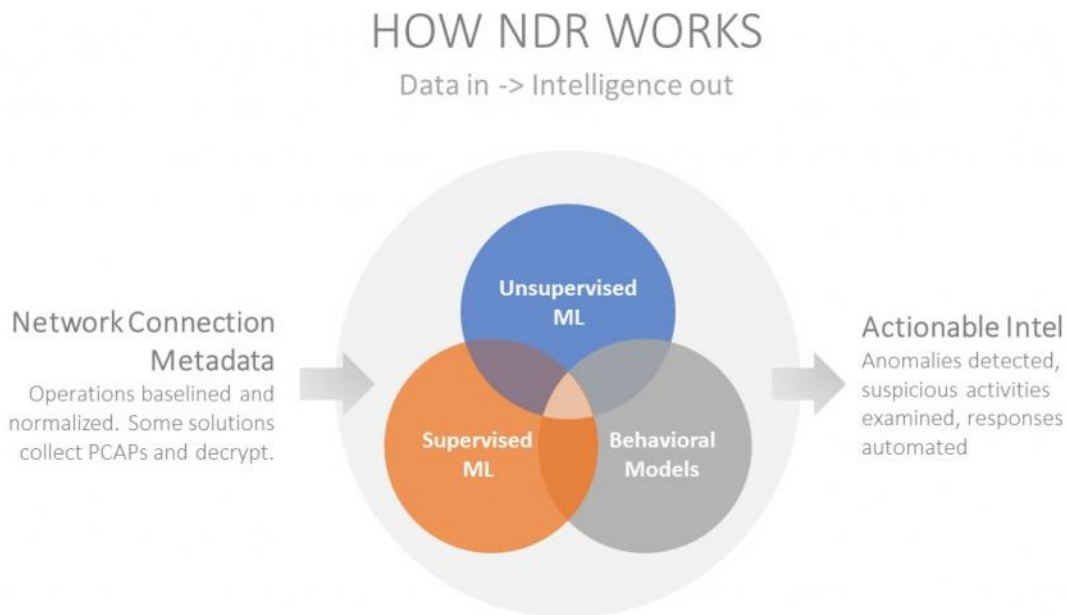 HOW NDR WORKS
Data in -> Intelligence out
Network Connection
Metadata
Operations baselined and
normalized. Some solutions
collect PCAPs and decrypt.
Unsupervised
ML
Supervised
ML
Behavioral
Models
Actionable Intel
Anomalies detected,
suspicious activities
examined, responses
automated